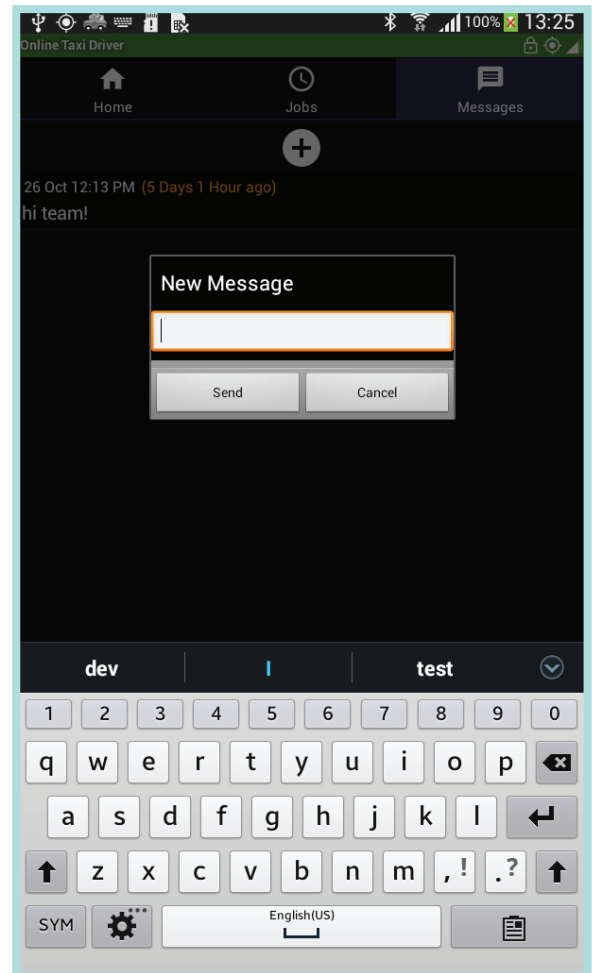 100% 13:25
Online Taxi Driver
Home Jobs Messages
26 Oct 12:13 PM (5 Days 1 Hour ago)
hi team!
New Message
Send Cancel
dev I test
1 2 3 4 5 6 7 8 9 0
q w e r t y u i o p
a s d f g h j k l
z x c v b n m , ! . ?
SYM English(US)